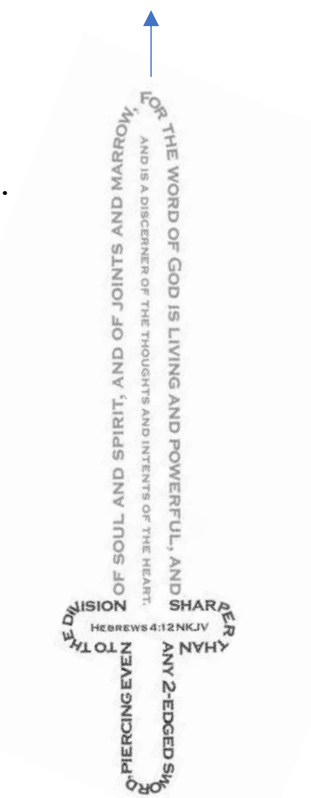 FOR THE WORD OF GOD IS LIVING AND POWERFUL, AND
SHARPER THAN
ANY 2-EDGED SWORD, PIERCING EVEN
TO THE DIVISION
OF SOUL AND SPIRIT, AND OF JOINTS AND MARROW,
AND IS A DISCERNER OF THE THOUGHTS AND INTENTS OF THE HEART.
HEBREWS 4:12 NKJV